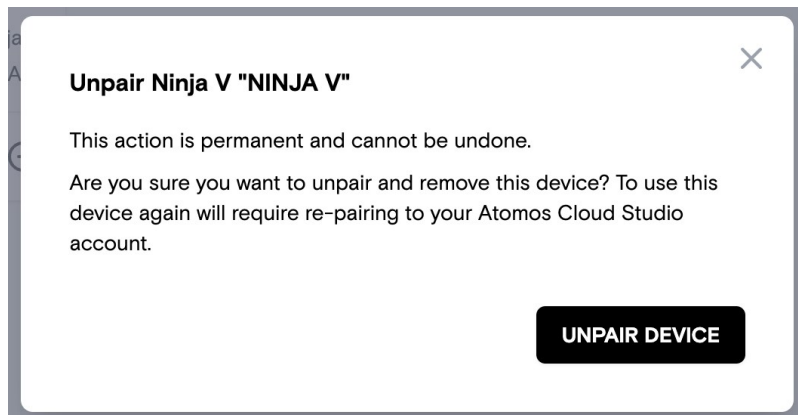 ja
A
Unpair Ninja V "NINJA V"
This action is permanent and cannot be undone.
Are you sure you want to unpair and remove this device? To use this
device again will require re-pairing to your Atomos Cloud Studio
account.
UNPAIR DEVICE